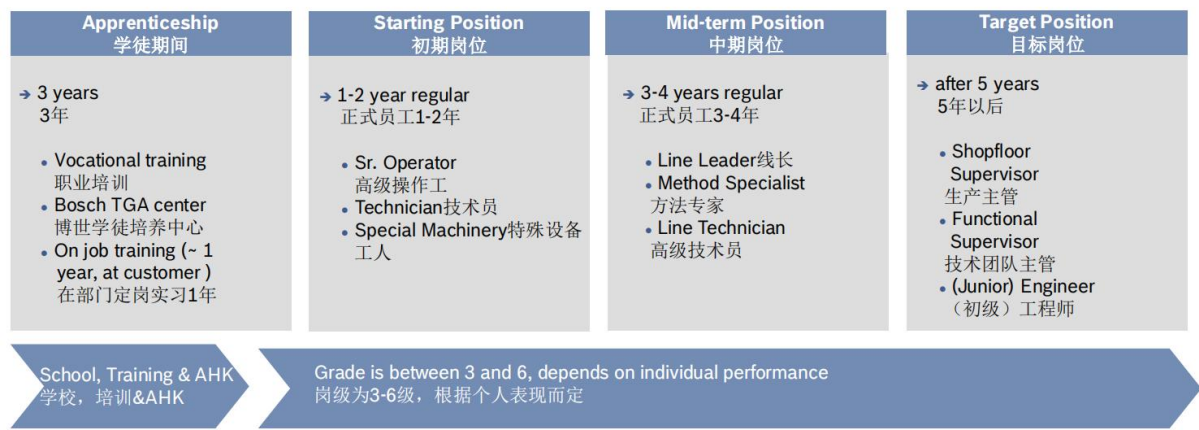 Apprenticeship
学徒期间
3 years
3年
Vocational training
职业培训
Bosch TGA center
博世学徒培养中心
On job training (~ 1
year, at customer )
在部门定岗实习1年
Starting Position
初期岗位
1-2 year regular
正式员工1-2年
Sr. Operator
高级操作工
Technician技术员
Special Machinery特殊设备
工人
Mid-term Position
中期岗位
3-4 years regular
正式员工3-4年
Line Leader线长
Method Specialist
方法专家
Line Technician
高级技术员
Target Position
目标岗位
after 5 years
5年以后
Shopfloor
Supervisor
生产主管
Functional
Supervisor
技术团队主管
(Junior) Engineer
（初级）工程师
School, Training & AHK
学校，培训&AHK
Grade is between 3 and 6, depends on individual performance
岗级为3-6级，根据个人表现而定